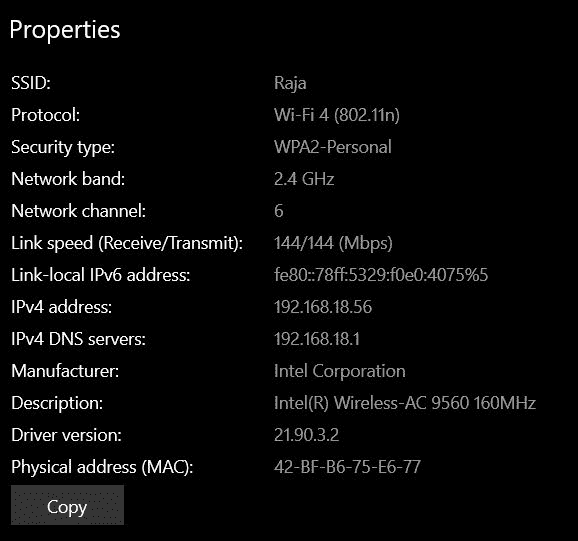 Properties
SSID: Raja
Protocol: Wi-Fi 4 (802.11n)
Security type: WPA2-Personal
Network band: 2.4 GHz
Network channel: 6
Link speed (Receive/Transmit): 144/144 (Mbps)
Link-local IPv6 address: fe80::78ff:5329:f0e0:4075%5
IPv4 address: 192.168.18.56
IPv4 DNS servers: 192.168.18.1
Manufacturer: Intel Corporation
Description: Intel(R) Wireless-AC 9560 160MHz
Driver version: 21.90.3.2
Physical address (MAC): 42-BF-B6-75-E6-77
Copy